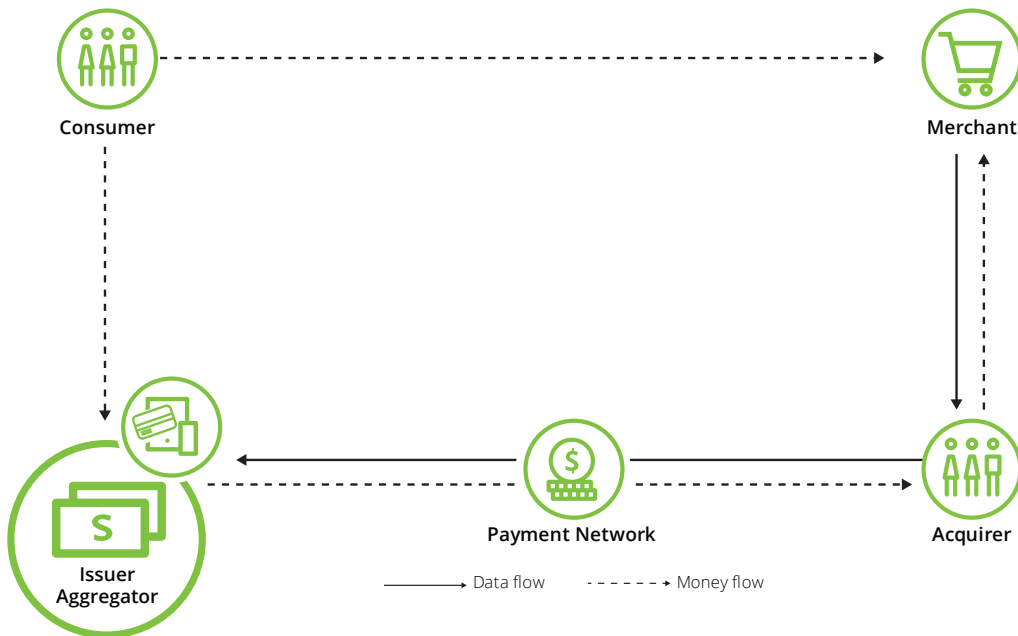 Consumer
Merchant
$
S
Payment Network
Acquirer
Issuer
Aggregator
Data flow
Money flow